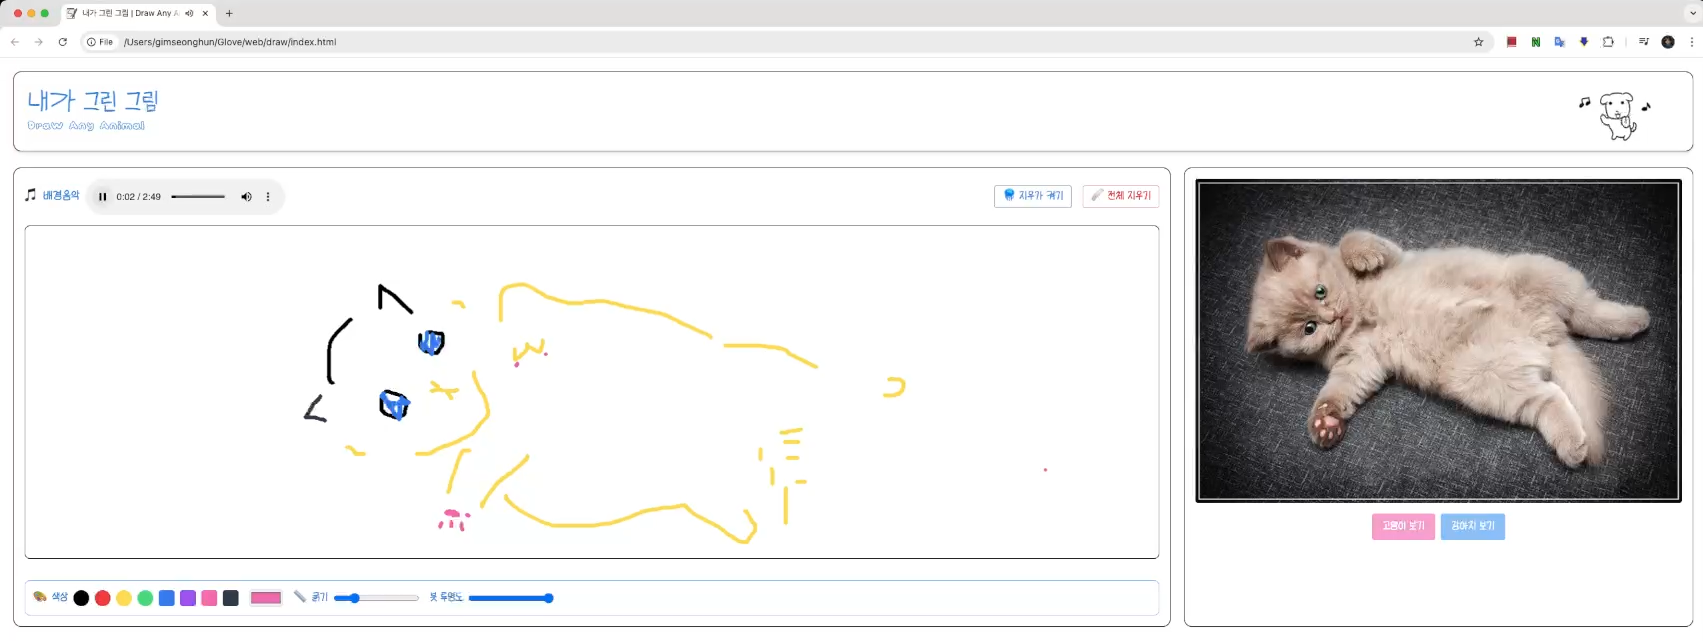 내가 그린 그림 | Draw Any A
File /Users/gimseonghun/Glove/web/draw/index.html
내가 그린 그림
Draw Any Animal
배경음악 0:02 / 2:49
지우개 켜기 전체 지우기
고양이 보기 강아지 보기
색상 굵기 붓 투명도